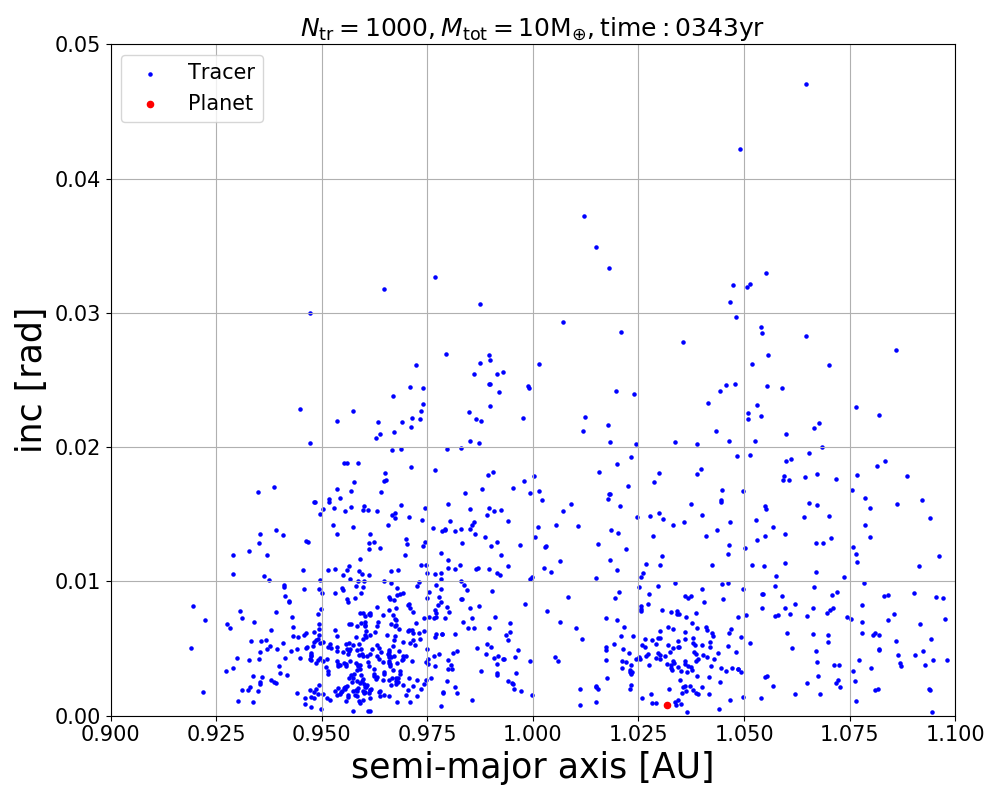 N_tr = 1000, M_tot = 10M_⊕, time : 0343yr
Tracer
Planet
0.05
0.04
0.03
0.02
0.01
0.00
inc [rad]
0.900 0.925 0.950 0.975 1.000 1.025 1.050 1.075 1.100
semi-major axis [AU]